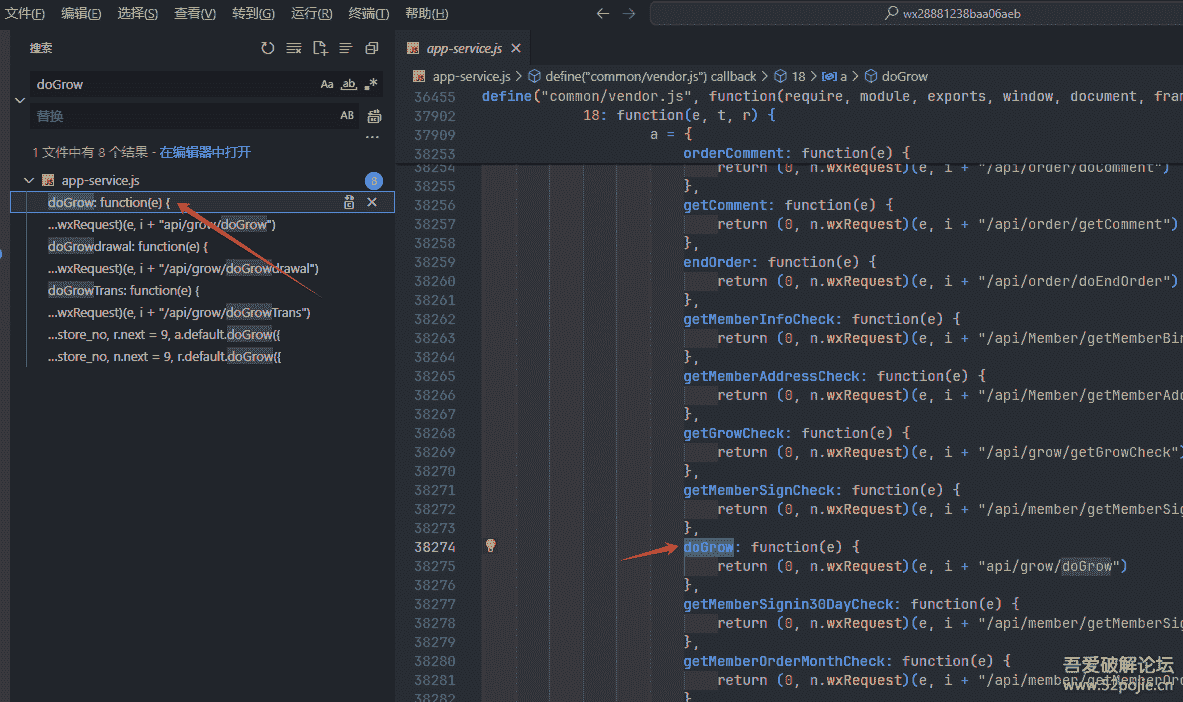 文件(F) 编辑(E) 选择(S) 查看(V) 转到(G) 运行(R) 终端(T) 帮助(H)
wx28881238baa06aeb
搜索
doGrow
Aa ab
替换
AB
1 文件中有 8 个结果 - 在编辑器中打开
app-service.js
8
doGrow: function(e) {
...wxRequest)(e, i + "api/grow/doGrow")
doGrowdrawal: function(e) {
...wxRequest)(e, i + "/api/grow/doGrowdrawal")
doGrowTrans: function(e) {
...wxRequest)(e, i + "/api/grow/doGrowTrans")
...store_no, r.next = 9, a.default.doGrow({
...store_no, n.next = 9, r.default.doGrow({
app-service.js
app-service.js > define("common/vendor.js") callback > 18 > a > doGrow
36455 define("common/vendor.js", function(require, module, exports, window, document, fram
37902 18: function(e, t, r) {
37909 a = {
38253 orderComment: function(e) {
38254 return (0, n.wxRequest)(e, i + "/api/order/doComment")
38255 },
38256 getComment: function(e) {
38257 return (0, n.wxRequest)(e, i + "/api/order/getComment")
38258 },
38259 endOrder: function(e) {
38260 return (0, n.wxRequest)(e, i + "/api/order/doEndOrder")
38261 },
38262 getMemberInfoCheck: function(e) {
38263 return (0, n.wxRequest)(e, i + "/api/Member/getMemberBin
38264 },
38265 getMemberAddressCheck: function(e) {
38266 return (0, n.wxRequest)(e, i + "/api/Member/getMemberAdd
38267 },
38268 getGrowCheck: function(e) {
38269 return (0, n.wxRequest)(e, i + "/api/grow/getGrowCheck")
38270 },
38271 getMemberSignCheck: function(e) {
38272 return (0, n.wxRequest)(e, i + "/api/member/getMemberSig
38273 },
38274 doGrow: function(e) {
38275 return (0, n.wxRequest)(e, i + "api/grow/doGrow")
38276 },
38277 getMemberSignin30DayCheck: function(e) {
38278 return (0, n.wxRequest)(e, i + "/api/member/getMemberSig
38279 },
38280 getMemberOrderMonthCheck: function(e) {
38281 return (0, n.wxRequest)(e, i + "/api/member/getMemberOrd
38282 }
吾爱破解论坛
www.52pojie.cn